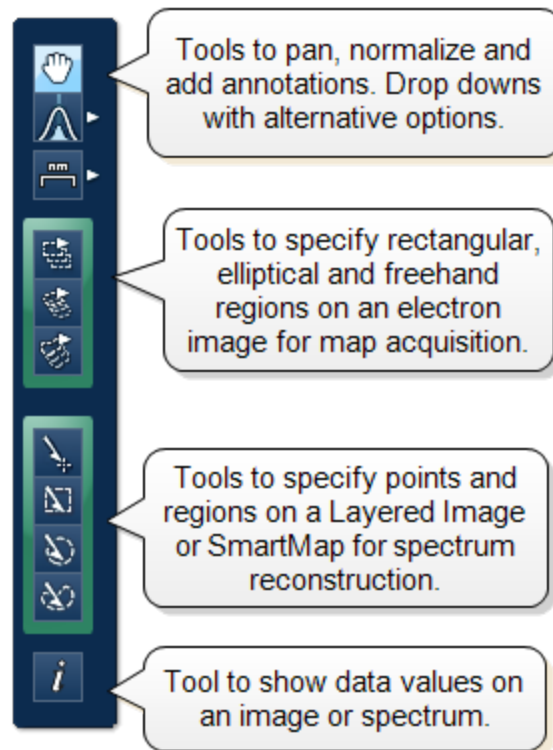 Tools to pan, normalize and
add annotations. Drop downs
with alternative options.
nm
Tools to specify rectangular,
elliptical and freehand
regions on an electron
image for map acquisition.
Tools to specify points and
regions on a Layered Image
or SmartMap for spectrum
reconstruction.
i
Tool to show data values on
an image or spectrum.